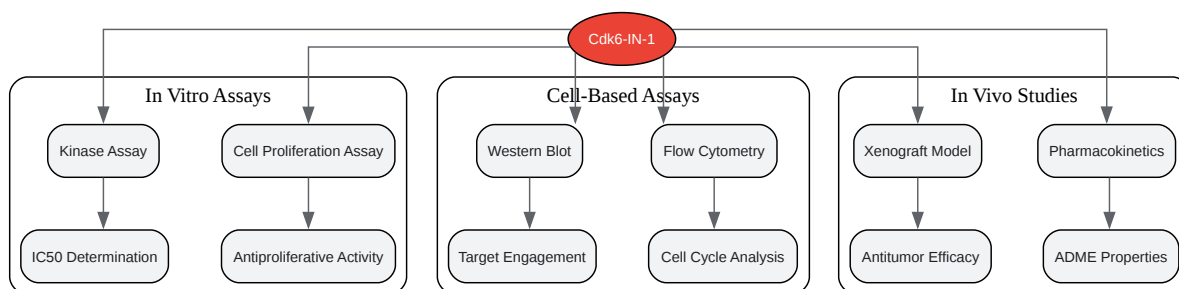 Cdk6-IN-1
In Vitro Assays
Cell-Based Assays
In Vivo Studies
Kinase Assay
Cell Proliferation Assay
Western Blot
Flow Cytometry
Xenograft Model
Pharmacokinetics
IC50 Determination
Antiproliferative Activity
Target Engagement
Cell Cycle Analysis
Antitumor Efficacy
ADME Properties